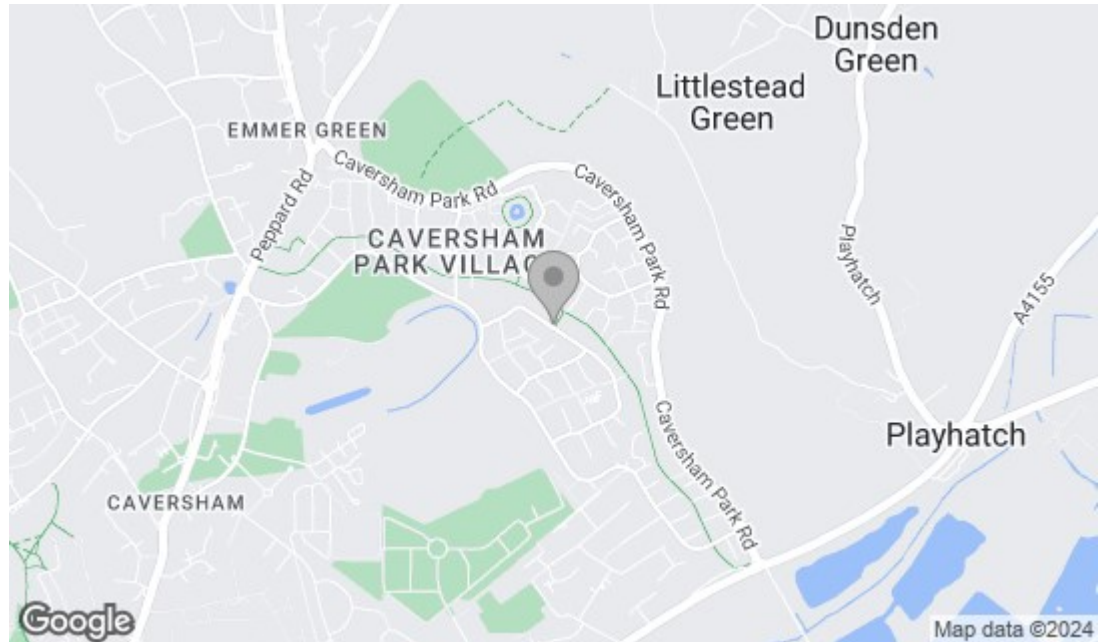 Dunsden
Green
Littlestead
Green
EMMER GREEN
Caversham Park Rd
Peppard Rd
Caversham Park Rd
CAVERSHAM
PARK VILLAG
Playhatch
A4155
Caversham Park Rd
Playhatch
CAVERSHAM
Google
Map data ©2024